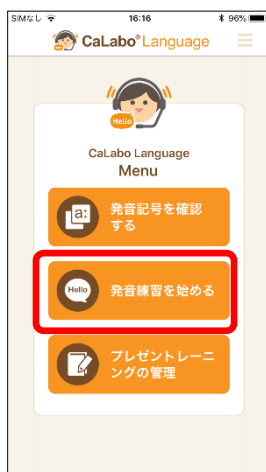 SIMなし 16:16 96%
CaLabo® Language
Hello
CaLabo Language
Menu
a:
発音記号を確認
する
Hello
発音練習を始める
プレゼントレーニ
ングの管理